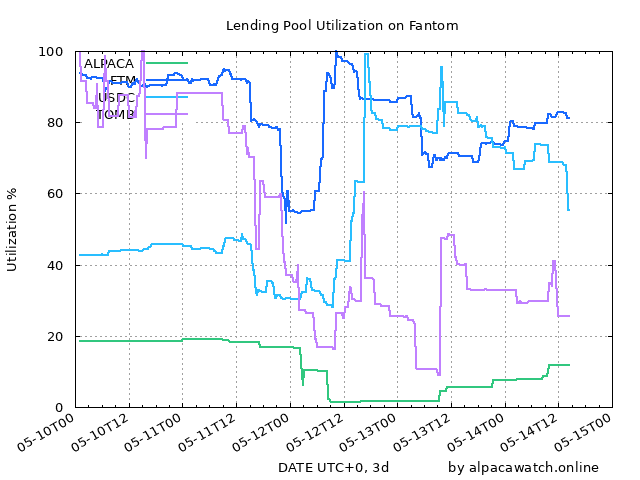 Lending Pool Utilization on Fantom
ALPACA
FTM
USDC
TOMB
Utilization %
100
80
60
40
20
0
05-10T00
05-10T12
05-11T00
05-11T12
05-12T00
05-12T12
05-13T00
05-13T12
05-14T00
05-14T12
05-15T00
DATE UTC+0, 3d
by alpacawatch.online